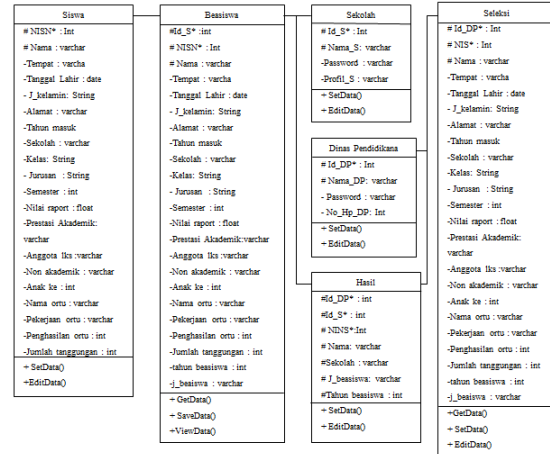 Siswa
# NISN* : Int
# Nama : varchar
-Tempat : varcha
-Tanggal Lahir : date
- J_kelamin: String
-Alamat : varchar
-Tahun masuk
-Sekolah : varchar
-Kelas: String
- Jurusan : String
-Semester : int
-Nilai raport : float
-Prestasi Akademik:
varchar
-Anggota lks :varchar
-Non akademik : varchar
-Anak ke : int
-Nama ortu : varchar
-Pekerjaan ortu : varchar
-Penghasilan ortu : int
-Jumlah tanggungan : int
+ SetData()
+EditData()
Beasiswa
#Id_S* :int
# NISN* : Int
# Nama : varchar
-Tempat : varcha
-Tanggal Lahir : date
- J_kelamin: String
-Alamat : varchar
-Tahun masuk
-Sekolah : varchar
-Kelas: String
- Jurusan : String
-Semester : int
-Nilai raport : float
-Prestasi Akademik:varchar
-Anggota lks :varchar
-Non akademik : varchar
-Anak ke : int
-Nama ortu : varchar
-Pekerjaan ortu : varchar
-Penghasilan ortu : int
-Jumlah tanggungan : int
-tahun beasiswa : int
-j_beaiswa : varchar
+ GetData()
+ SaveData()
+ViewData()
Sekolah
# Id_S* : Int
# Nama_S: varchar
-Password : varchar
-Profil_S : varchar
+ SetData()
+ EditData()
Dinas Pendidikana
# Id_DP* : Int
# Nama_DP: varchar
- Password : varchar
- No_Hp_DP: Int
+ SetData()
+ EditData()
Hasil
#Id_DP* : int
#Id_S* : int
# NINS*:Int
# Nama: varchar
#Sekolah : varchar
# J_beasiswa: varchar
#Tahun beasiswa : int
+ SetData()
+ EditData()
Seleksi
# Id_DP* : Int
# NIS* : Int
# Nama : varchar
-Tempat : varcha
-Tanggal Lahir : date
- J_kelamin: String
-Alamat : varchar
-Tahun masuk
-Sekolah : varchar
-Kelas: String
- Jurusan : String
-Semester : int
-Nilai raport : float
-Prestasi Akademik:
varchar
-Anggota lks :varchar
-Non akademik : varchar
-Anak ke : int
-Nama ortu : varchar
-Pekerjaan ortu : varchar
-Penghasilan ortu : int
-Jumlah tanggungan : int
-tahun beasiswa : int
-j_beaiswa : varchar
+GetData()
+ SetData()
+ EditData()